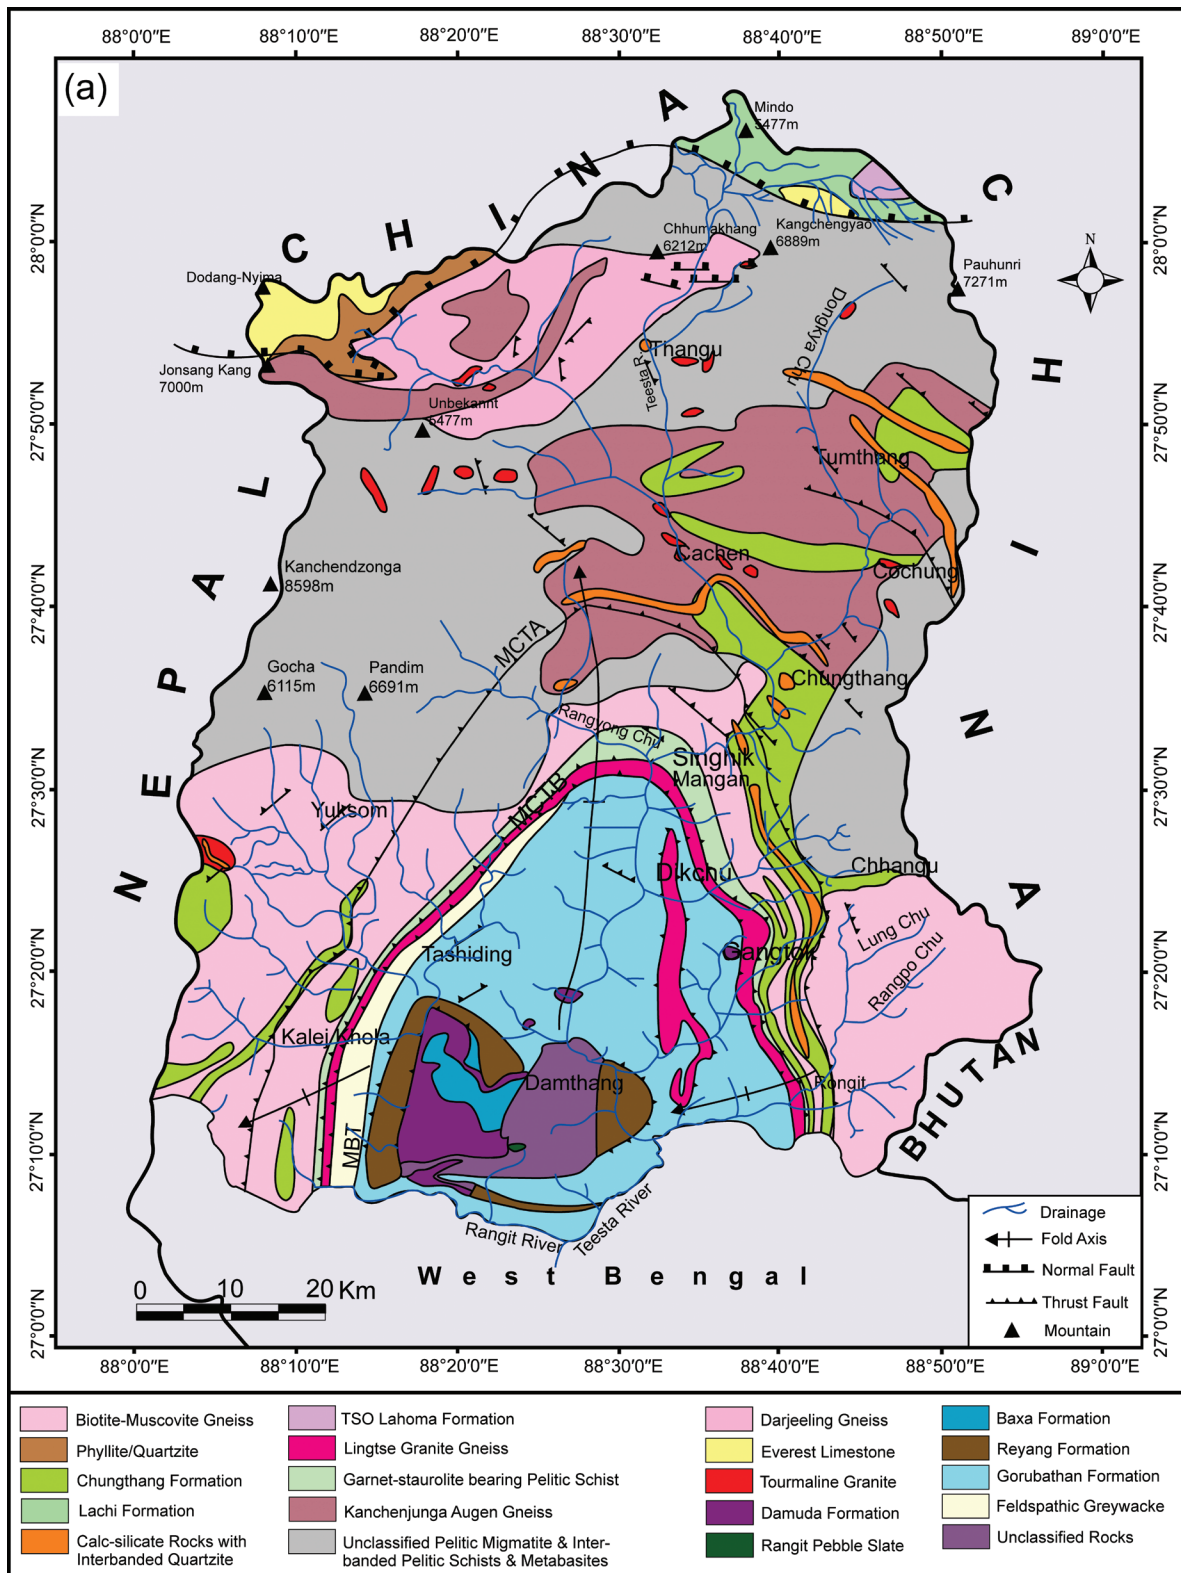 88°0′0″E 88°10′0″E 88°20′0″E 88°30′0″E 88°40′0″E 88°50′0″E 89°0′0″E
(a)
CHINA
CHINA
NEPAL
BHUTAN
West Bengal
28°0′0″N
27°50′0″N
27°40′0″N
27°30′0″N
27°20′0″N
27°10′0″N
27°0′0″N
28°0′0″N
27°50′0″N
27°40′0″N
27°30′0″N
27°20′0″N
27°10′0″N
27°0′0″N
N
Mindo
5477m
Chhumakhang
6212m
Kangchengyao
6889m
Pauhunri
7271m
Dodang-Nyima
Jonsang Kang
7000m
Unbekannt
5477m
Thangu
Teesta R.
Dongkya Chu
Tumthang
Cachen
Cochung
Kanchendzonga
8598m
MCTA
Gocha
6115m
Pandim
6691m
Chungthang
Rangyong Chu
Singhik
Mangan
MCTB
Yuksom
Dikchu
Chhangu
Lung Chu
Rangpo Chu
Tashiding
Gangtok
Kalej Khola
Damthang
Rongit
MBT
Rangit River
Teesta River
0 10 20 Km
Drainage
Fold Axis
Normal Fault
Thrust Fault
Mountain
88°0′0″E 88°10′0″E 88°20′0″E 88°30′0″E 88°40′0″E 88°50′0″E 89°0′0″E
Biotite-Muscovite Gneiss
Phyllite/Quartzite
Chungthang Formation
Lachi Formation
Calc-silicate Rocks with
Interbanded Quartzite
TSO Lahoma Formation
Lingtse Granite Gneiss
Garnet-staurolite bearing Pelitic Schist
Kanchenjunga Augen Gneiss
Unclassified Pelitic Migmatite & Inter-
banded Pelitic Schists & Metabasites
Darjeeling Gneiss
Everest Limestone
Tourmaline Granite
Damuda Formation
Rangit Pebble Slate
Baxa Formation
Reyang Formation
Gorubathan Formation
Feldspathic Greywacke
Unclassified Rocks